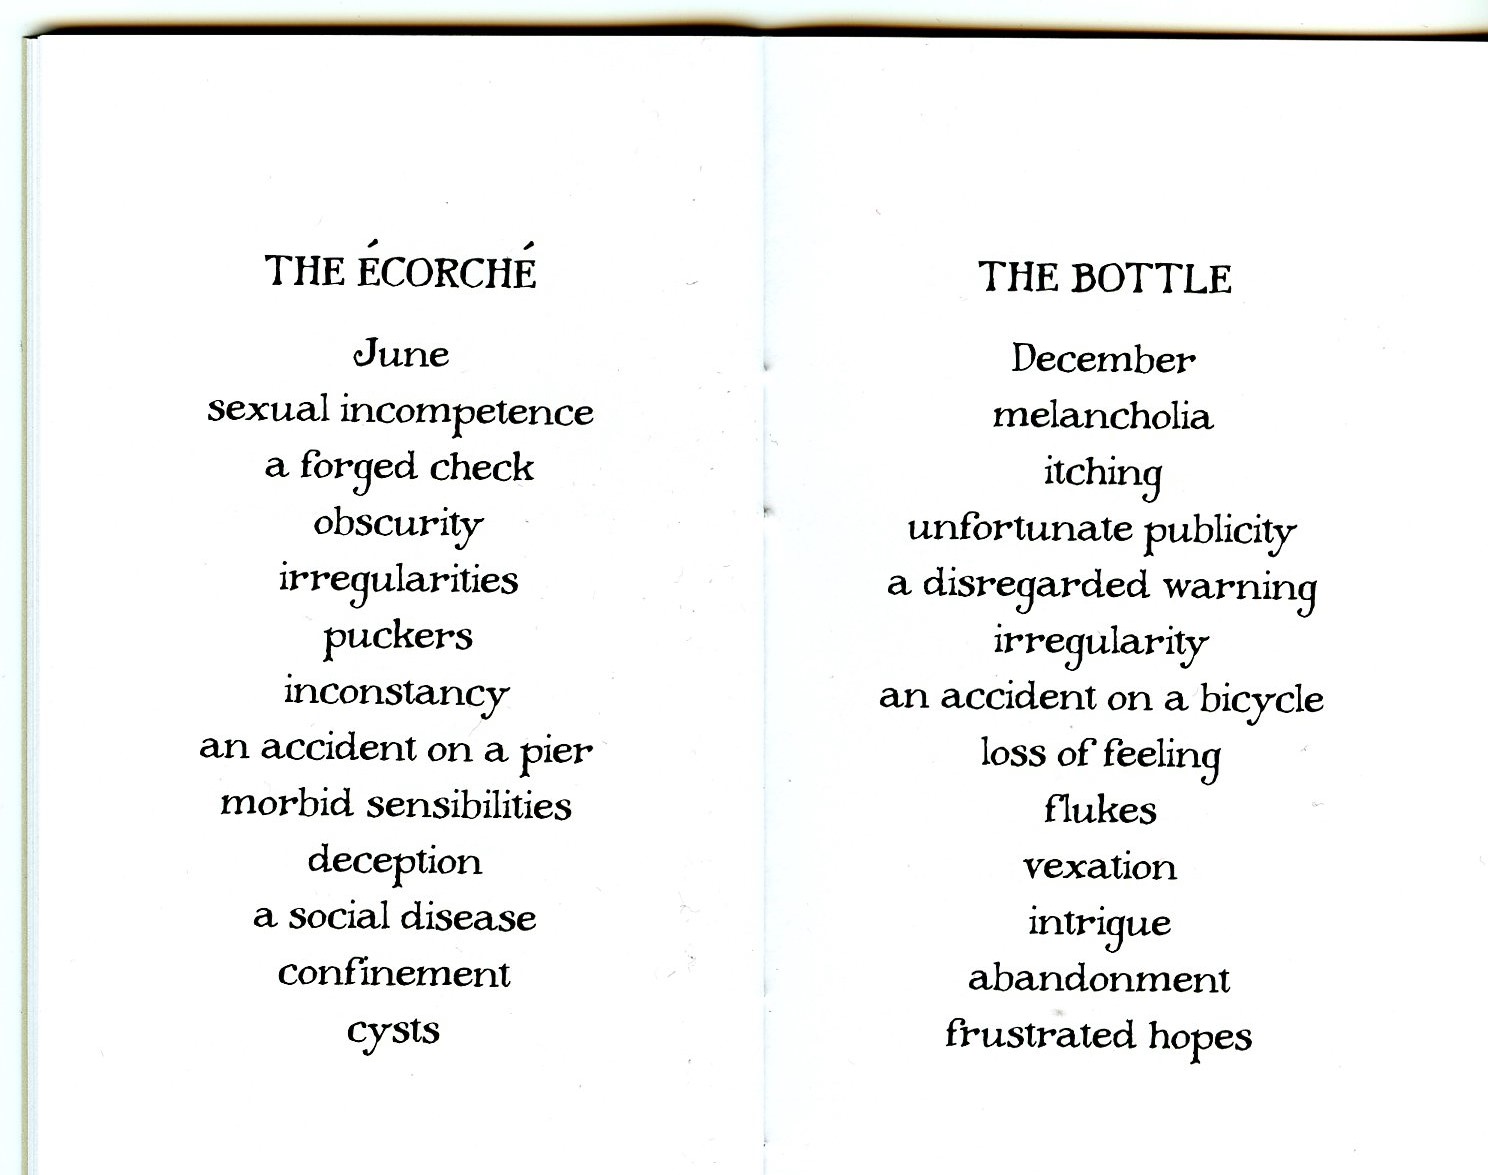 THE ÉCORCHÉ
June
sexual incompetence
a forged check
obscurity
irregularities
puckers
inconstancy
an accident on a pier
morbid sensibilities
deception
a social disease
confinement
cysts
THE BOTTLE
December
melancholia
itching
unfortunate publicity
a disregarded warning
irregularity
an accident on a bicycle
loss of feeling
flukes
vexation
intrigue
abandonment
frustrated hopes